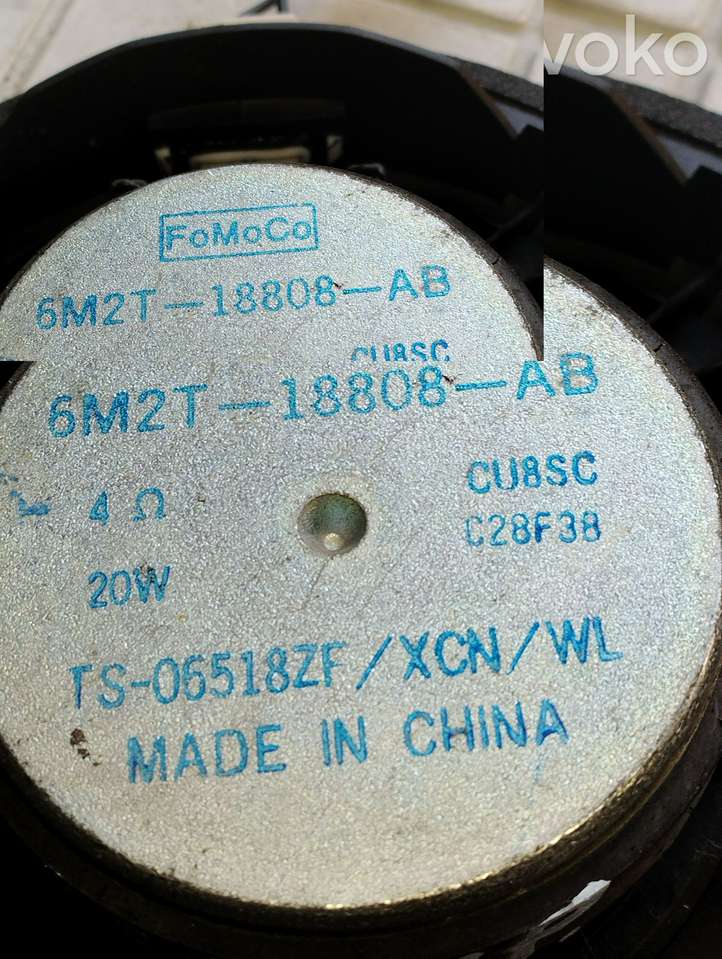 voko
FoMoCo
6M2T-18808-AB
CU8SC
6M2T-18808-AB
4 Ω
CU8SC
C28F38
20W
TS-06518ZF/XCN/WL
MADE IN CHINA